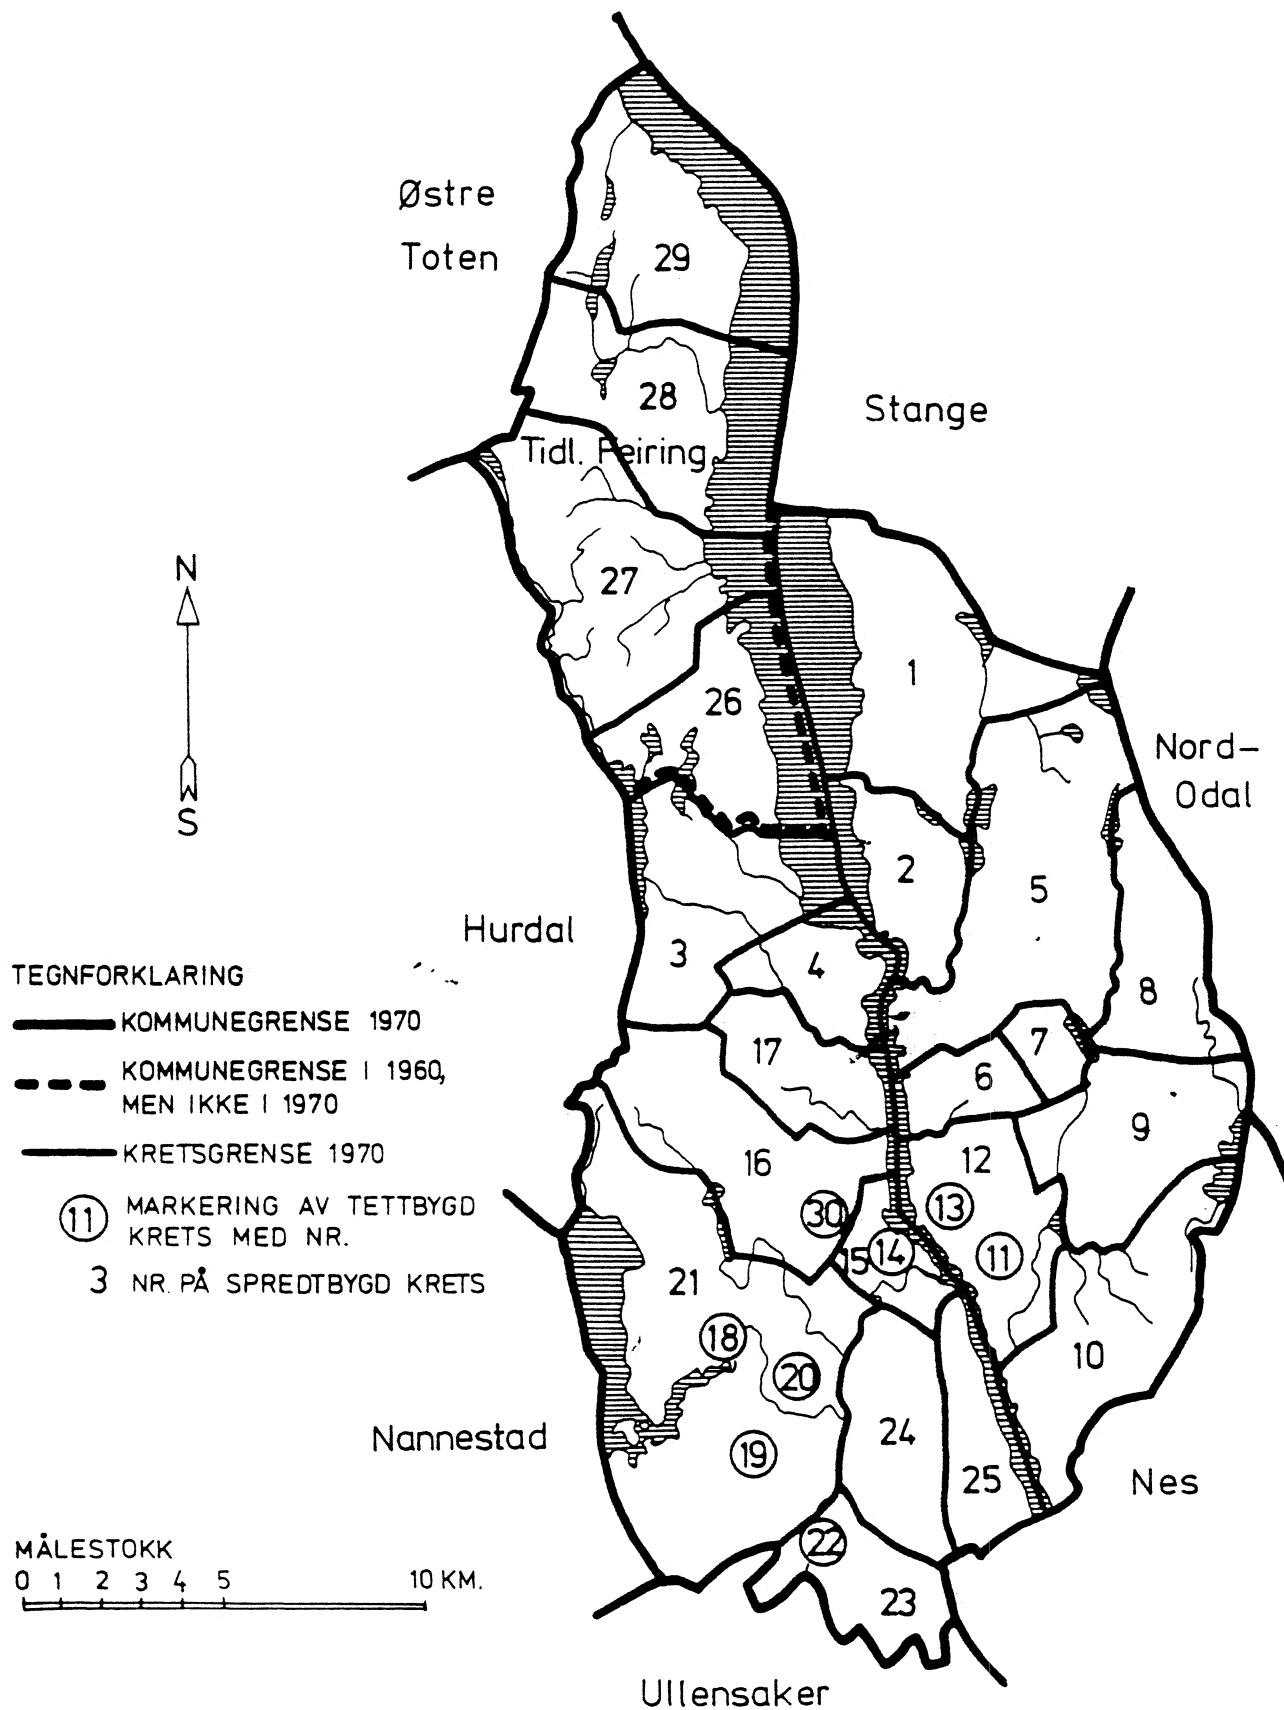 Østre
Toten
29
28
Stange
Tidl. Feiring
N
27
1
26
Nord-
Odal
S
2
5
Hurdal
3
4
8
TEGNFORKLARING
KOMMUNEGRENSE 1970
KOMMUNEGRENSE I 1960,
MEN IKKE I 1970
KRETSGRENSE 1970
11 MARKERING AV TETTBYGD
KRETS MED NR.
3 NR. PÅ SPREDTBYGD KRETS
17
7
6
9
16
12
30
13
15
14
11
21
18
20
10
Nannestad
24
19
25
Nes
22
23
MÅLESTOKK
0 1 2 3 4 5 10 KM.
Ullensaker